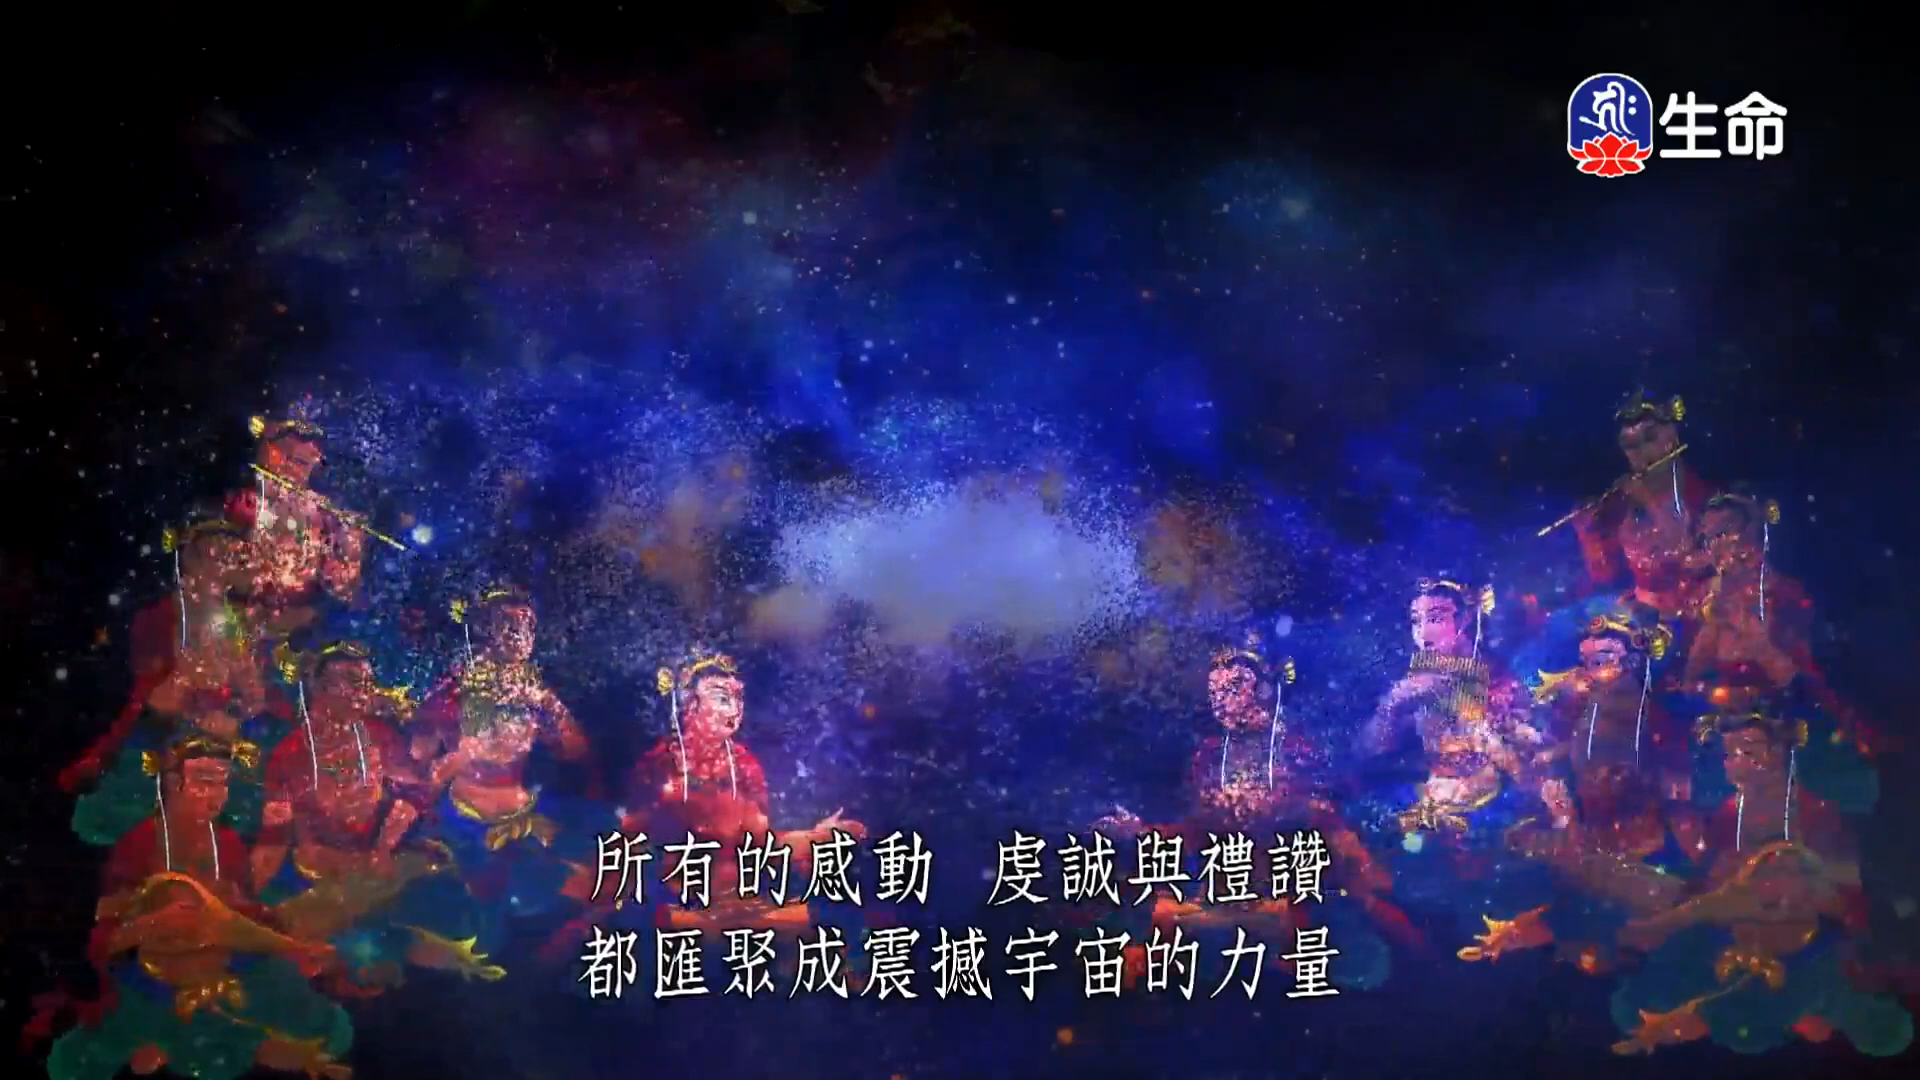 生命
所有的感動 虔誠與禮讚
都匯聚成震撼宇宙的力量